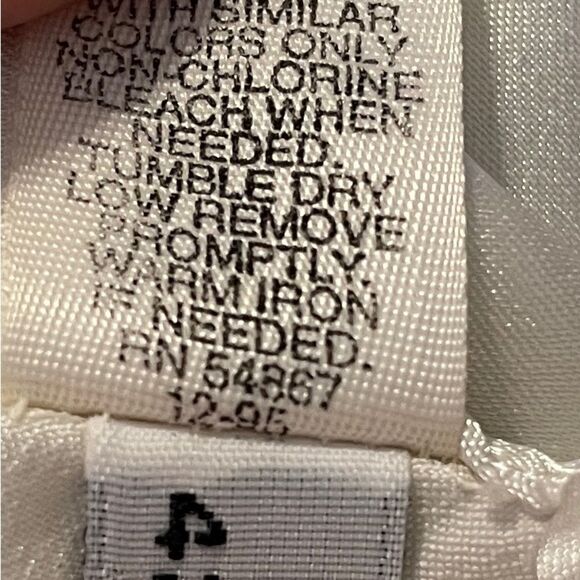 WITH SIMILAR
COLORS ONLY
NON-CHLORINE
BLEACH WHEN
NEEDED.
TUMBLE DRY
LOW REMOVE
PROMPTLY.
WARM IRON
IF NEEDED.
RN 54867
12-95
4